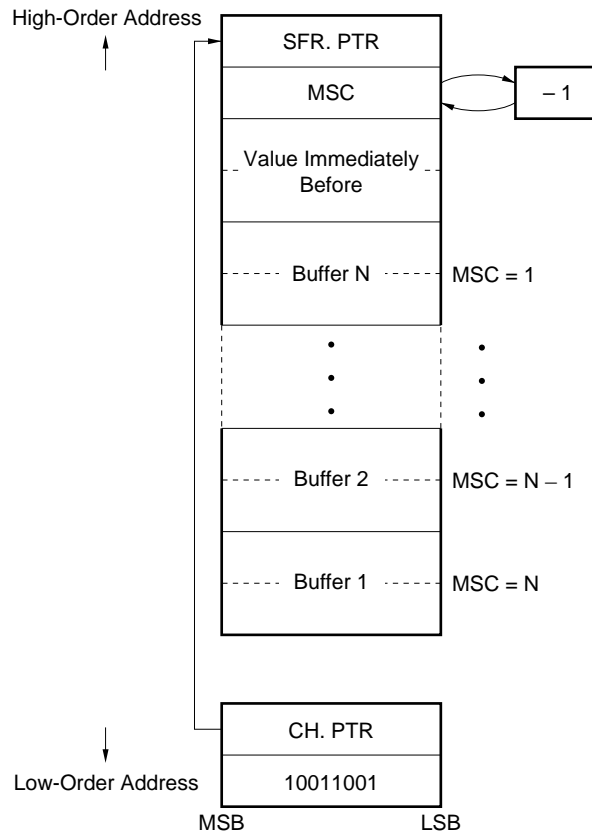 High-Order Address
SFR. PTR
MSC
– 1
Value Immediately
Before
Buffer N
MSC = 1
Buffer 2
MSC = N – 1
Buffer 1
MSC = N
CH. PTR
Low-Order Address
10011001
MSB
LSB